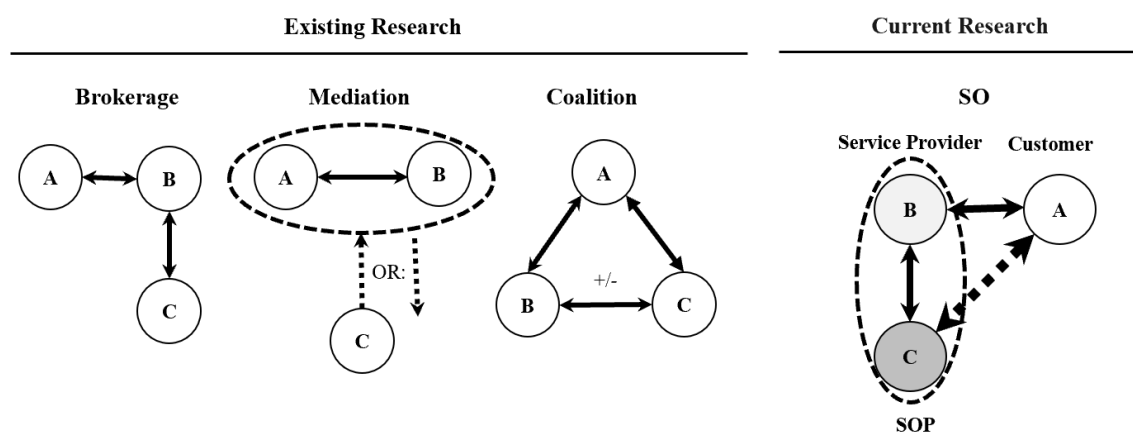 Existing Research
Current Research
Brokerage
Mediation
Coalition
SO
Service Provider
Customer
A
B
C
A
B
OR:
C
A
B
+/-
C
B
A
C
SOP